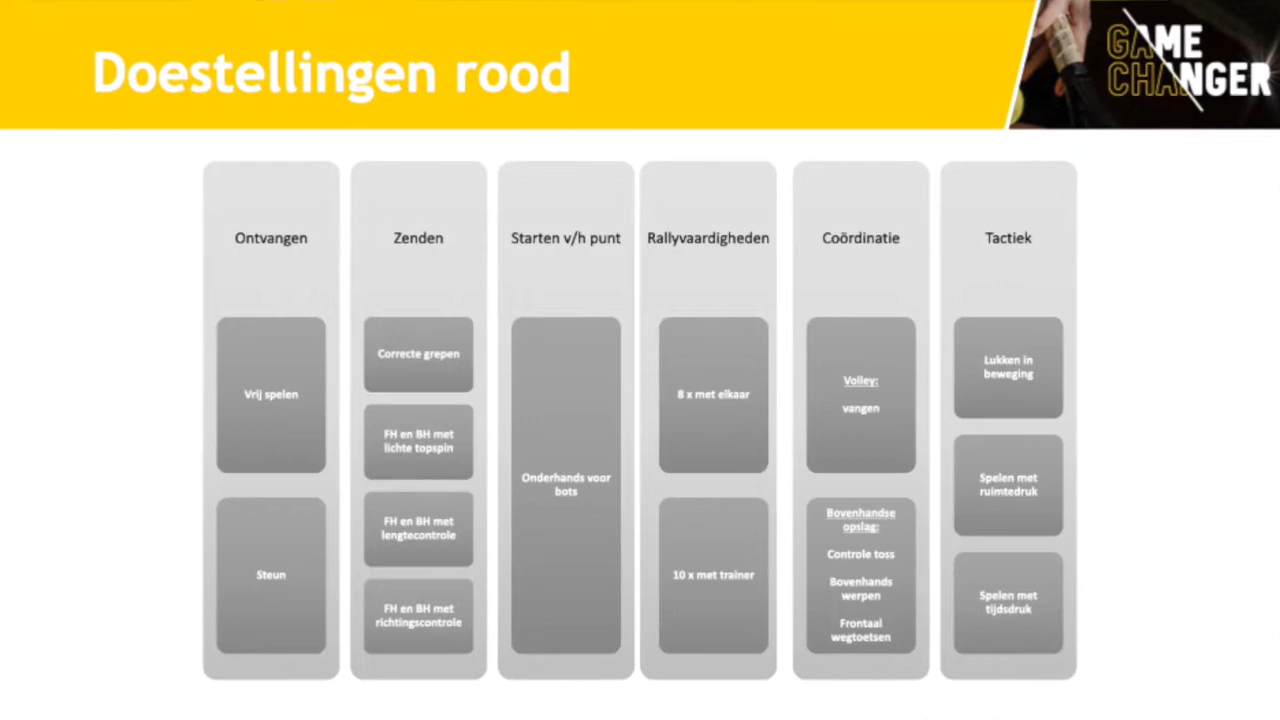 Doestellingen rood
GAME
CHANGER
Ontvangen
Vrij spelen
Steun
Zenden
Correcte grepen
FH en BH met
lichte topspin
FH en BH met
lengtecontrole
FH en BH met
richtingscontrole
Starten v/h punt
Onderhands voor
bots
Rallyvaardigheden
8 x met elkaar
10 x met trainer
Coördinatie
Volley:
vangen
Bovenhandse
opslag:
Controle toss
Bovenhands
werpen
Frontaal
wegtoetsen
Tactiek
Lukken in
beweging
Spelen met
ruimtedruk
Spelen met
tijdsdruk